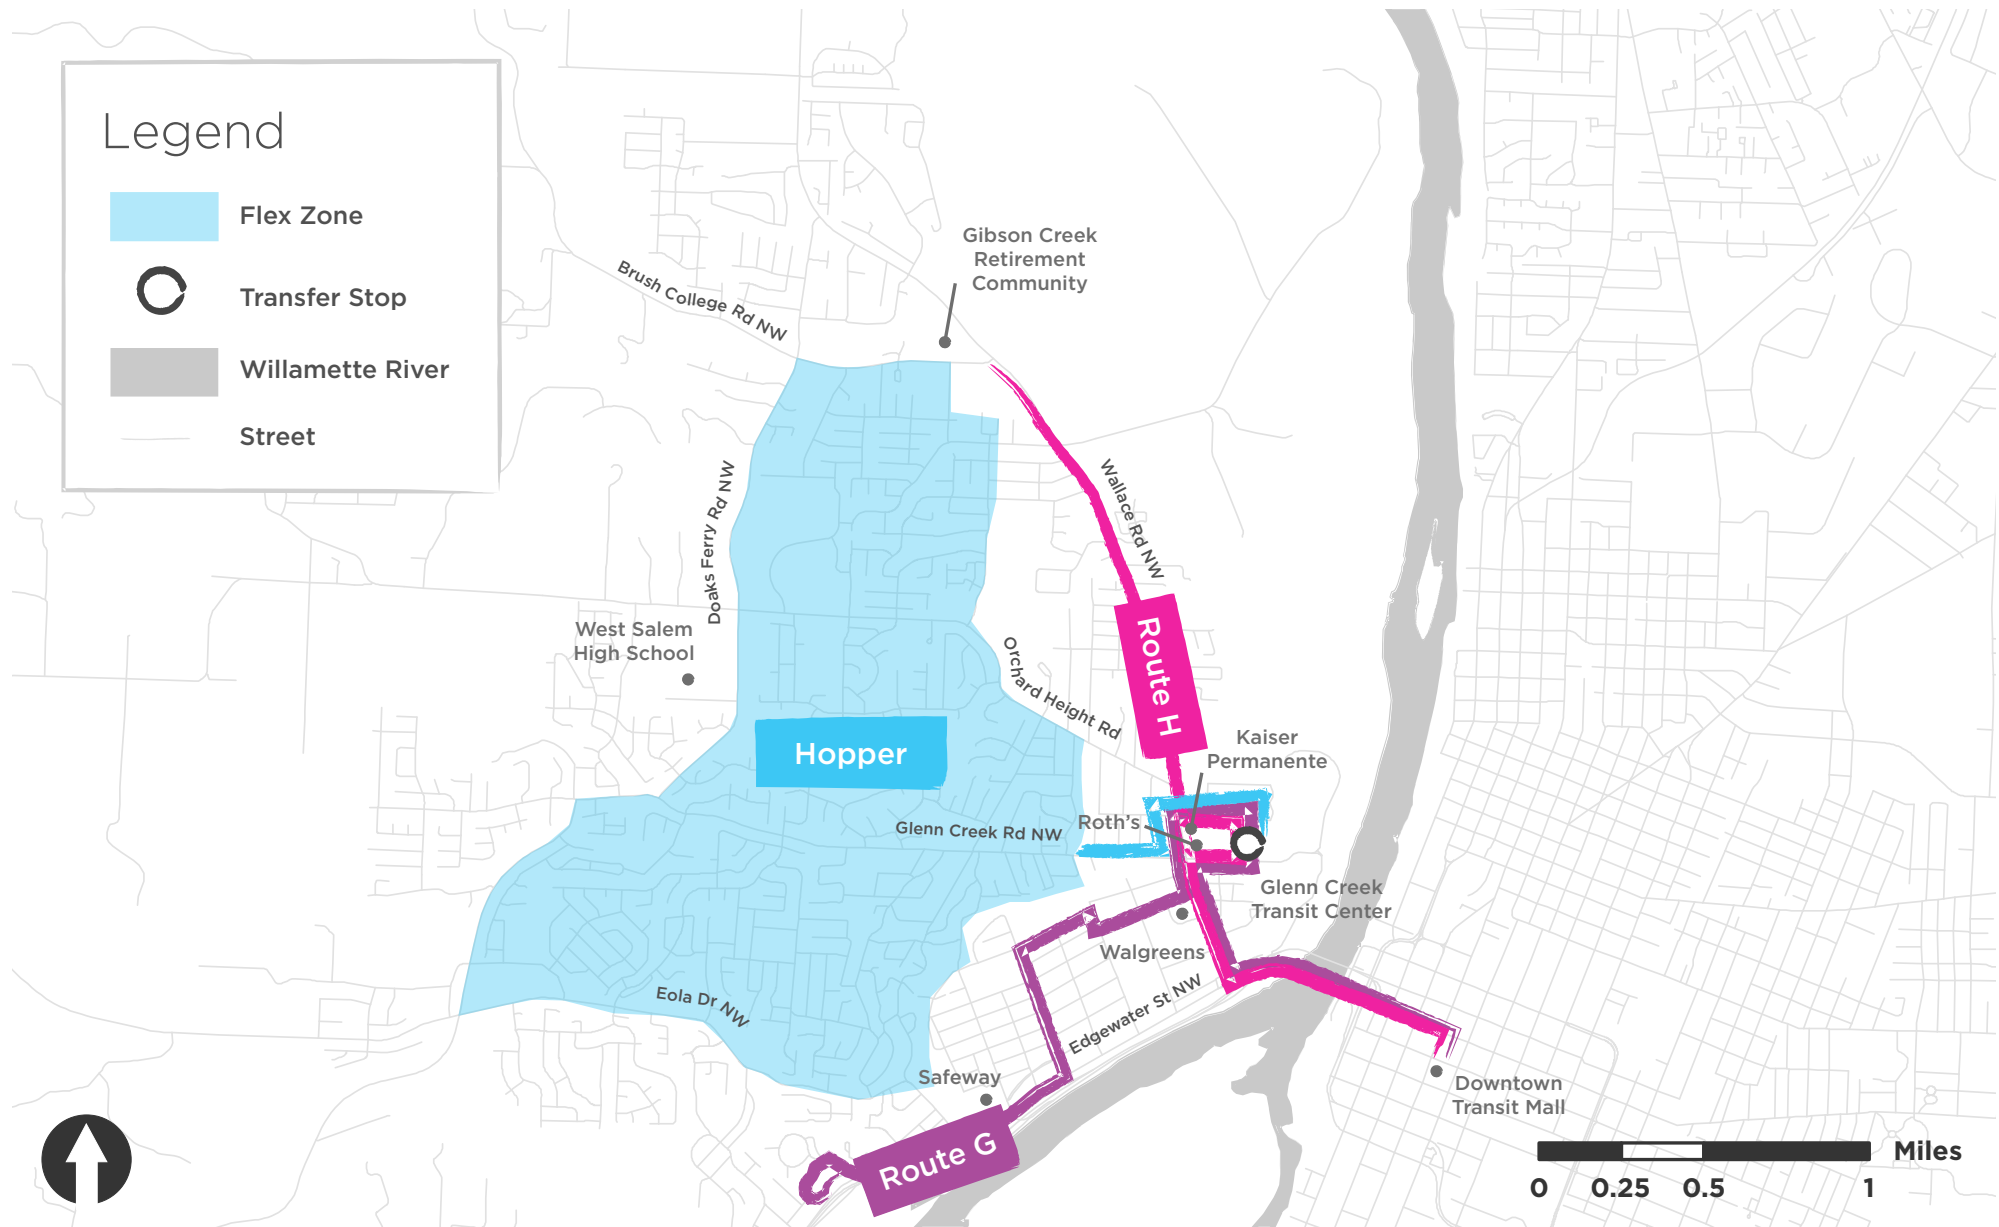 Legend
Flex Zone
Transfer Stop
Willamette River
Street
Gibson Creek
Retirement
Community
Brush College Rd NW
Doaks Ferry Rd NW
Wallace Rd NW
West Salem
High School
Orchard Height Rd
Route H
Hopper
Kaiser
Permanente
Roth's
Glenn Creek Rd NW
Glenn Creek
Transit Center
Walgreens
Eola Dr NW
Edgewater St NW
Safeway
Downtown
Transit Mall
Route G
Miles
0 0.25 0.5 1